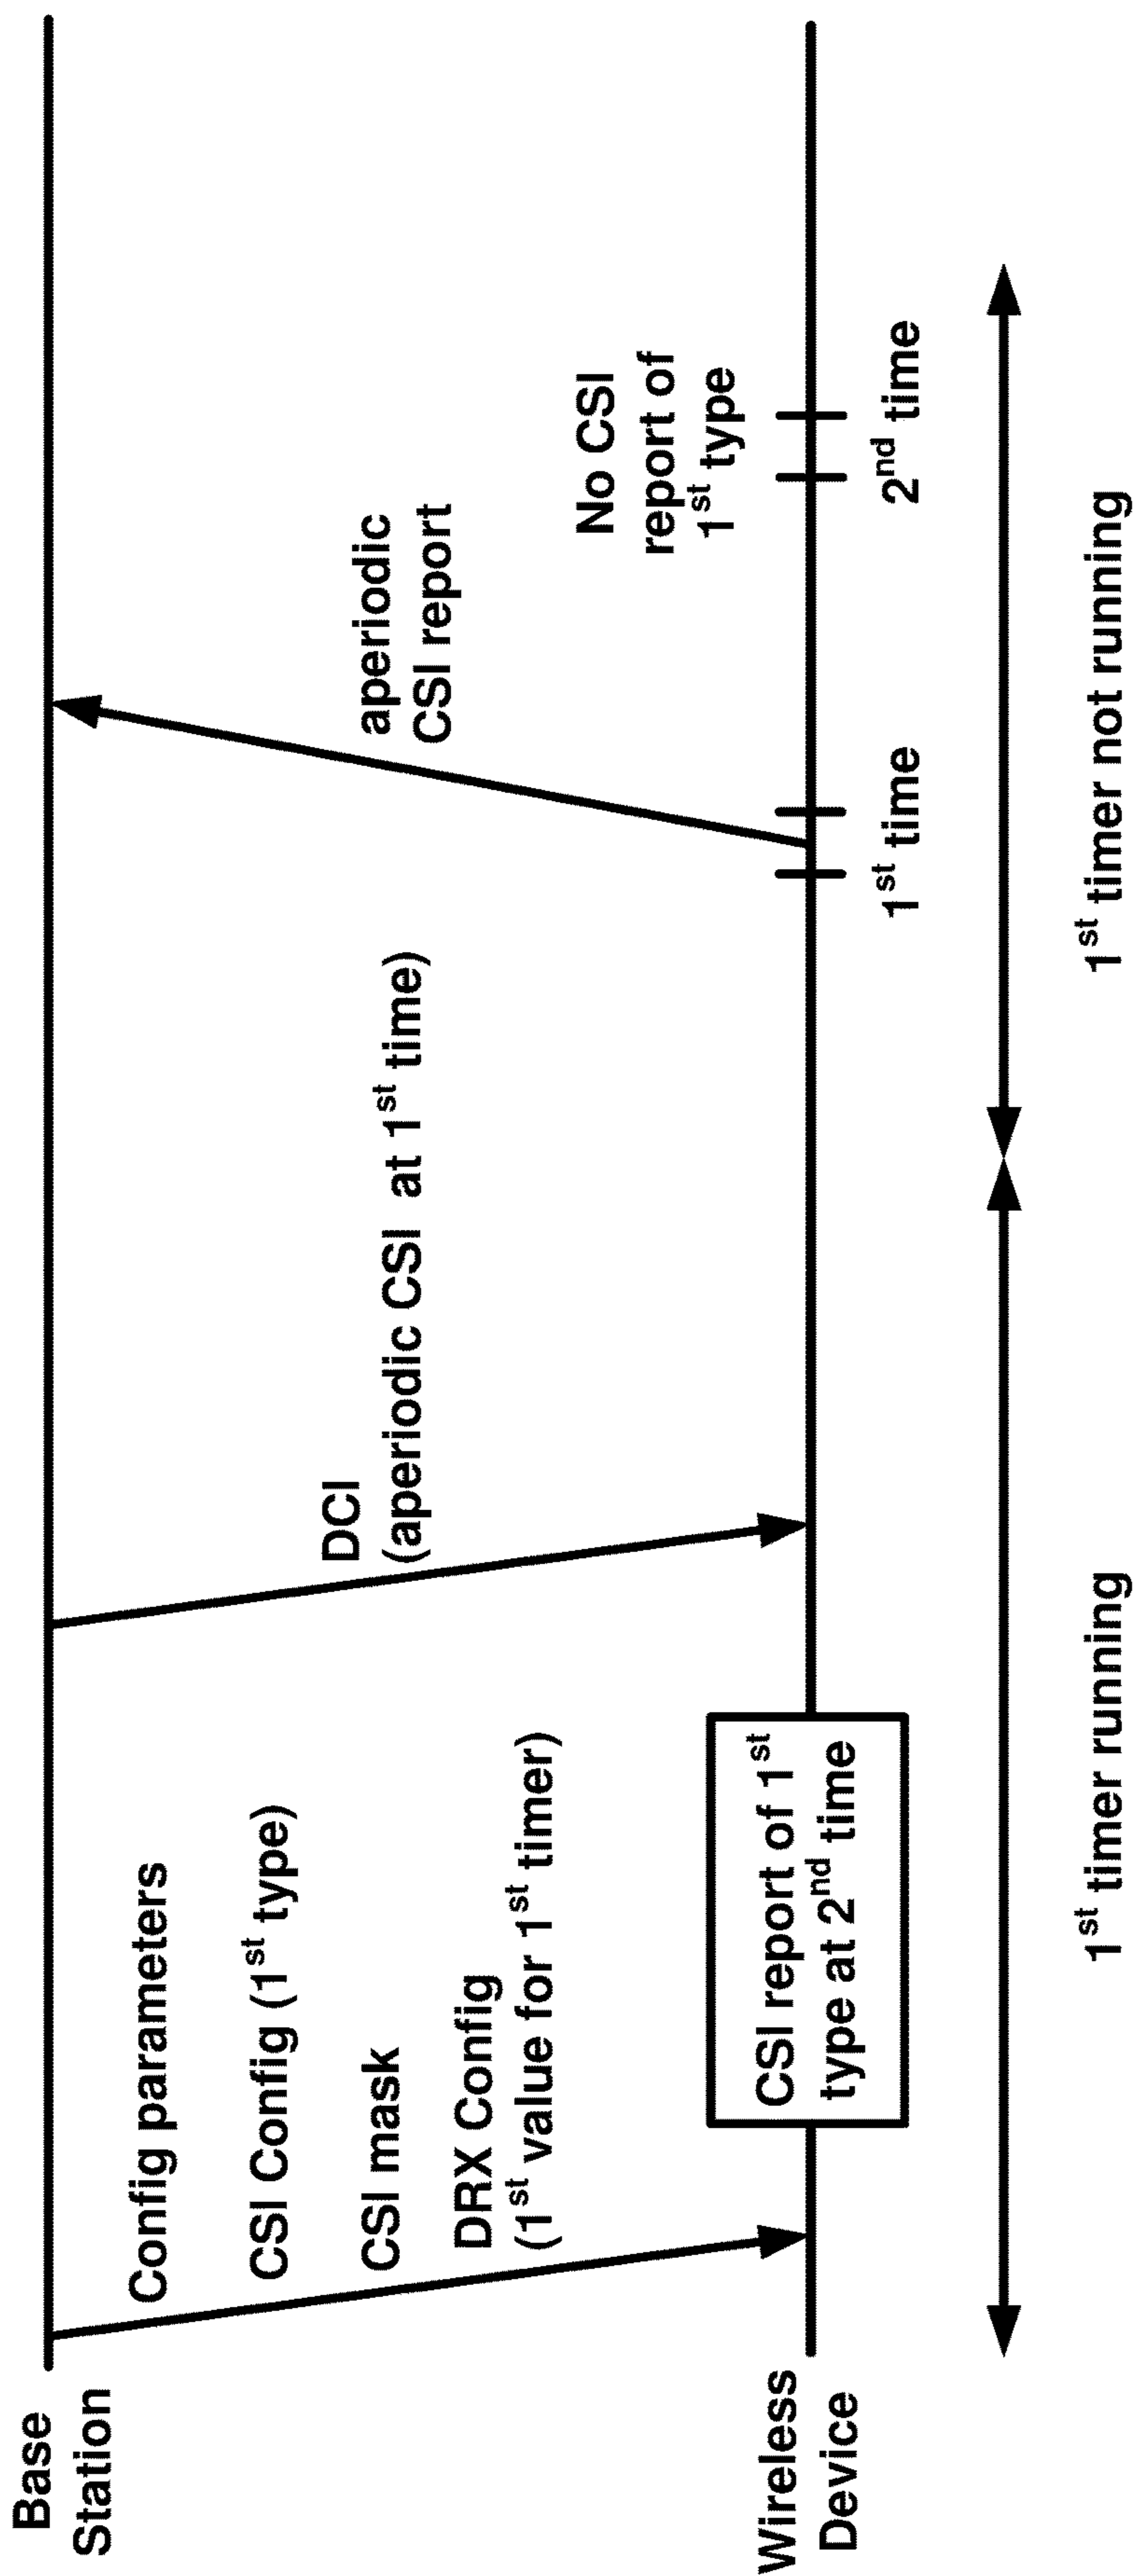 Base
Station
Config parameters
CSI Config (1st type)
CSI mask
DRX Config
(1st value for 1st timer)
DCI
(aperiodic CSI at 1st time)
aperiodic
CSI report
No CSI
report of
1st type
Wireless
Device
CSI report of 1st
type at 2nd time
1st time
2nd time
1st timer running
1st timer not running